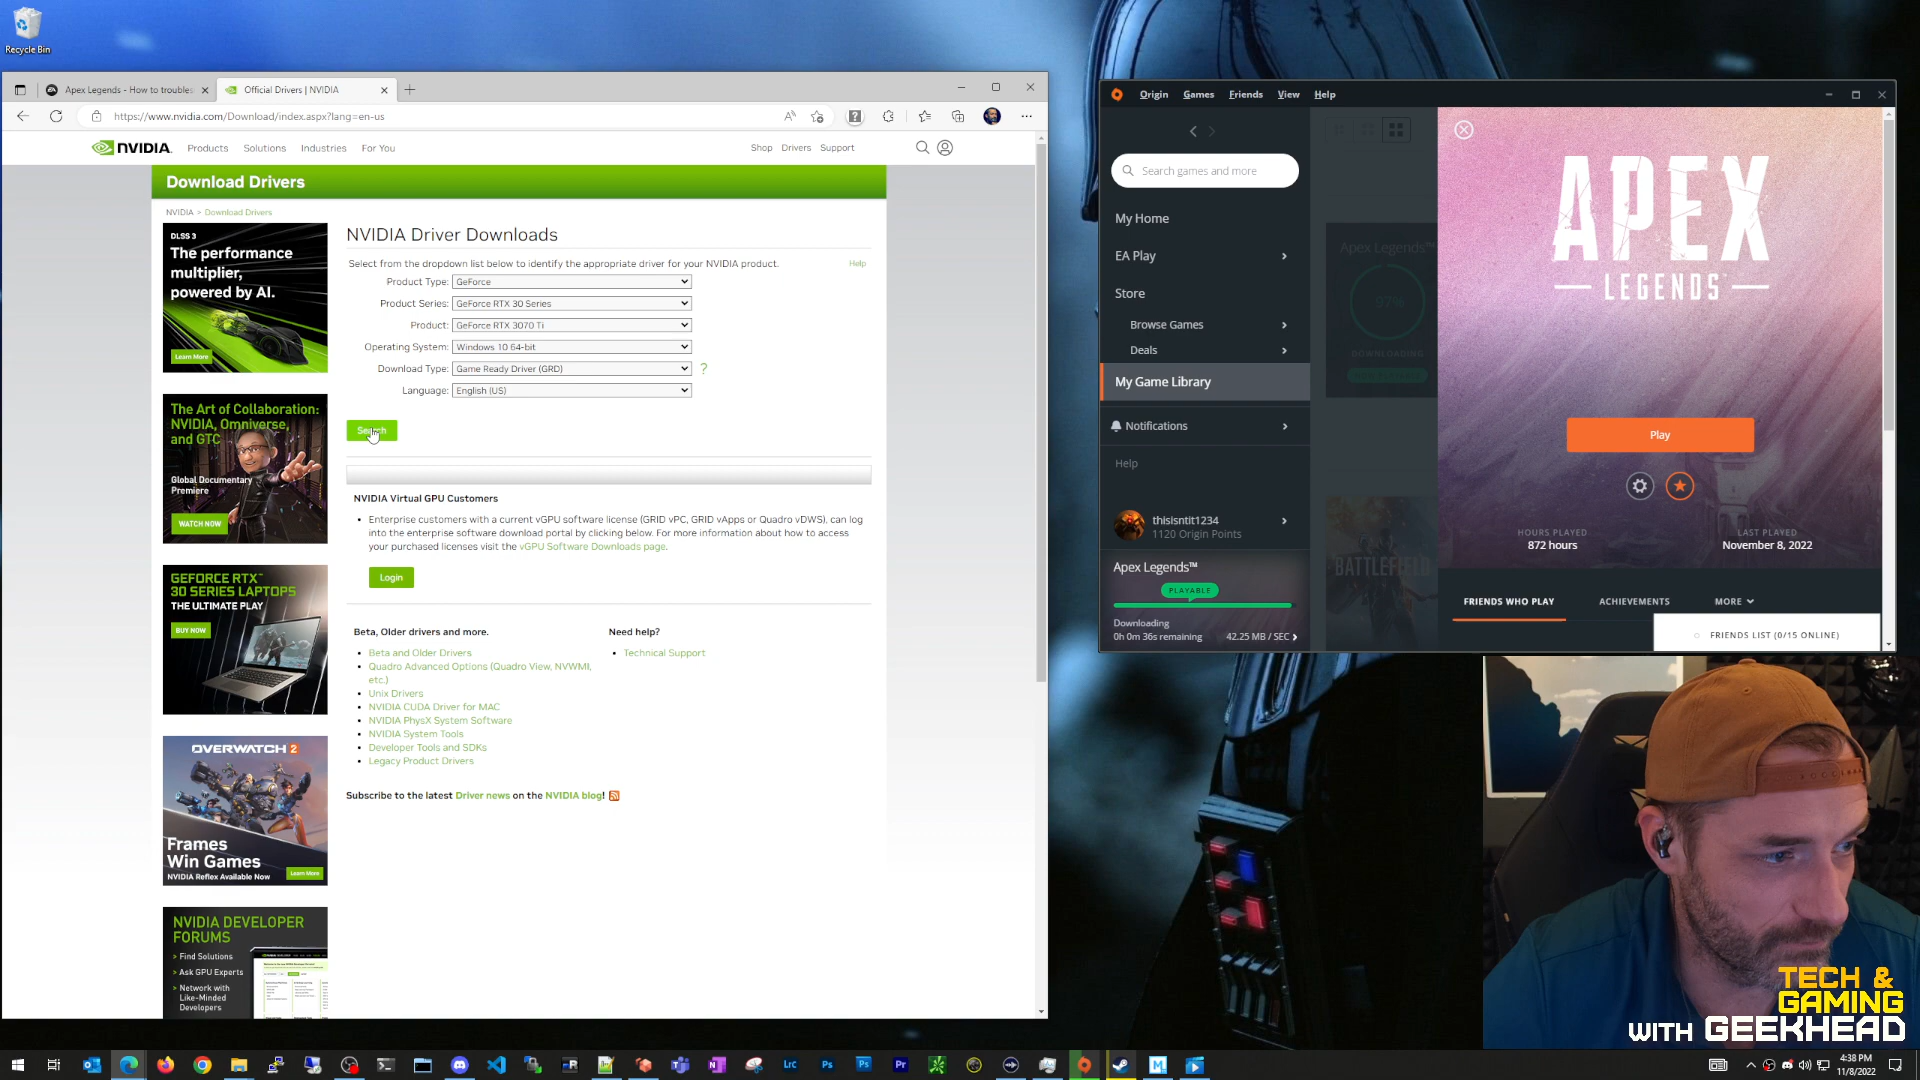 Recycle Bin
Apex Legends - How to troubles
Official Drivers | NVIDIA
https://www.nvidia.com/Download/index.aspx?lang=en-us
NVIDIA.
Products
Solutions
Industries
For You
Shop
Drivers
Support
Download Drivers
NVIDIA > Download Drivers
DLSS 3
The performance
multiplier,
powered by AI.
Learn More
The Art of Collaboration:
NVIDIA, Omniverse,
and GTC
Global Documentary
Premiere
WATCH NOW
GEFORCE RTX™
30 SERIES LAPTOPS
THE ULTIMATE PLAY
BUY NOW
OVERWATCH 2
Frames
Win Games
NVIDIA Reflex Available Now
Learn More
NVIDIA DEVELOPER
FORUMS
> Find Solutions
> Ask GPU Experts
> Network with
Like-Minded
Developers
NVIDIA Driver Downloads
Select from the dropdown list below to identify the appropriate driver for your NVIDIA product.
Help
Product Type: GeForce
Product Series: GeForce RTX 30 Series
Product: GeForce RTX 3070 Ti
Operating System: Windows 10 64-bit
Download Type: Game Ready Driver (GRD)
?
Language: English (US)
Search
NVIDIA Virtual GPU Customers
• Enterprise customers with a current vGPU software license (GRID vPC, GRID vApps or Quadro vDWS), can log
into the enterprise software download portal by clicking below. For more information about how to access
your purchased licenses visit the vGPU Software Downloads page.
Login
Beta, Older drivers and more.
• Beta and Older Drivers
• Quadro Advanced Options (Quadro View, NVWMI,
etc.)
• Unix Drivers
• NVIDIA CUDA Driver for MAC
• NVIDIA PhysX System Software
• NVIDIA System Tools
• Developer Tools and SDKs
• Legacy Product Drivers
Need help?
• Technical Support
Subscribe to the latest Driver news on the NVIDIA blog!
Origin
Games
Friends
View
Help
Search games and more
My Home
EA Play
Store
Browse Games
Deals
My Game Library
Notifications
Help
thisisntit1234
1120 Origin Points
Apex Legends™
PLAYABLE
Downloading
0h 0m 36s remaining
42.25 MB / SEC
Apex Legends™
97%
DOWNLOADING
BATTLEFIELD
APEX
LEGENDS™
Play
HOURS PLAYED
872 hours
LAST PLAYED
November 8, 2022
FRIENDS WHO PLAY
ACHIEVEMENTS
MORE
FRIENDS LIST (0/15 ONLINE)
TECH &
GAMING
WITH GEEKHEAD
Lrc
Ps
Ps
Pr
M
4:38 PM
11/8/2022